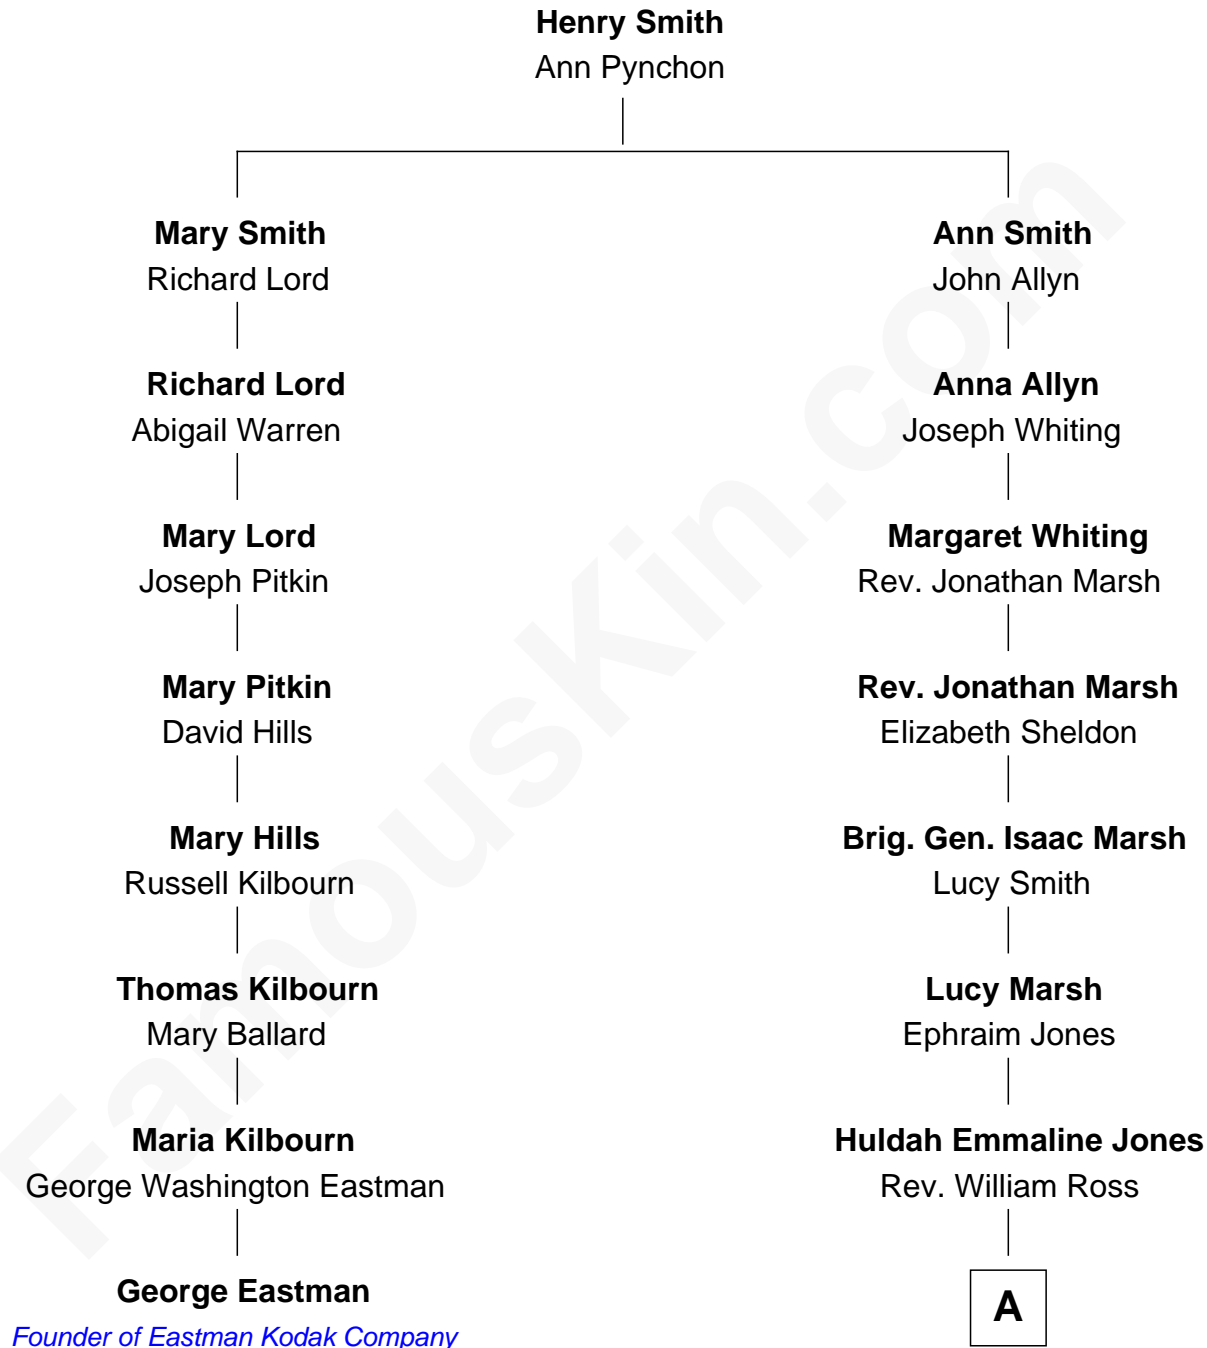 Henry Smith
Ann Pynchon
Mary Smith
Richard Lord
Ann Smith
John Allyn
Richard Lord
Abigail Warren
Anna Allyn
Joseph Whiting
Mary Lord
Joseph Pitkin
Margaret Whiting
Rev. Jonathan Marsh
Mary Pitkin
David Hills
Rev. Jonathan Marsh
Elizabeth Sheldon
Mary Hills
Russell Kilbourn
Brig. Gen. Isaac Marsh
Lucy Smith
Thomas Kilbourn
Mary Ballard
Lucy Marsh
Ephraim Jones
Maria Kilbourn
George Washington Eastman
Huldah Emmaline Jones
Rev. William Ross
George Eastman
Founder of Eastman Kodak Company
A
FamousKin.com